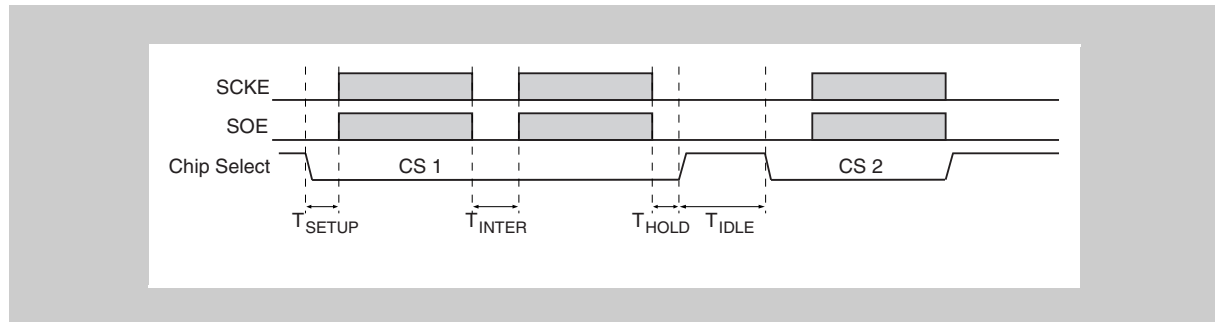 SCKE
SOE
Chip Select
CS 1
CS 2
TSETUP
TINTER
THOLD
TIDLE